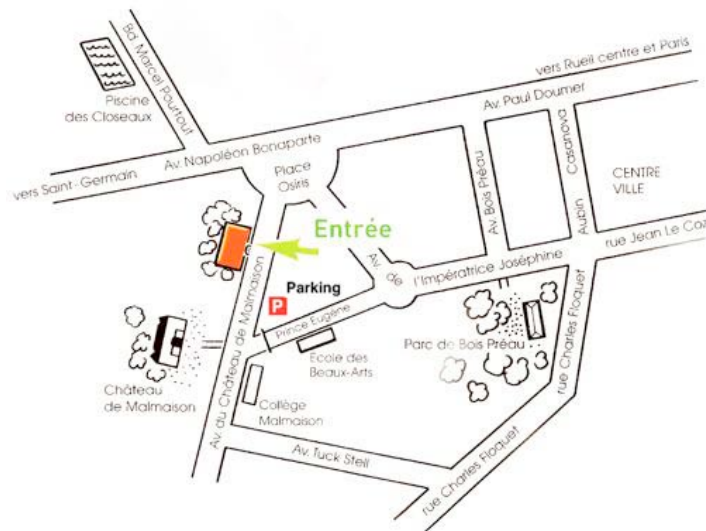 Bd. Marcel Pourtout
Piscine
des Closeaux
vers Rueil centre et Paris
Av. Paul Doumer
Av. Napoléon Bonaparte
vers Saint-Germain
Place
Osiris
Casanova
Aubin
CENTRE
VILLE
Av. Bois Préau
rue Jean Le Coz
Entrée
Av. de l'Impératrice Joséphine
P
Parking
Prince Eugène
Av. du Château de Malmaison
Ecole des
Beaux-Arts
Parc de Bois Préau
rue Charles Floquet
Château
de Malmaison
Collège
Malmaison
Av. Tuck Stell
rue Charles Floquet